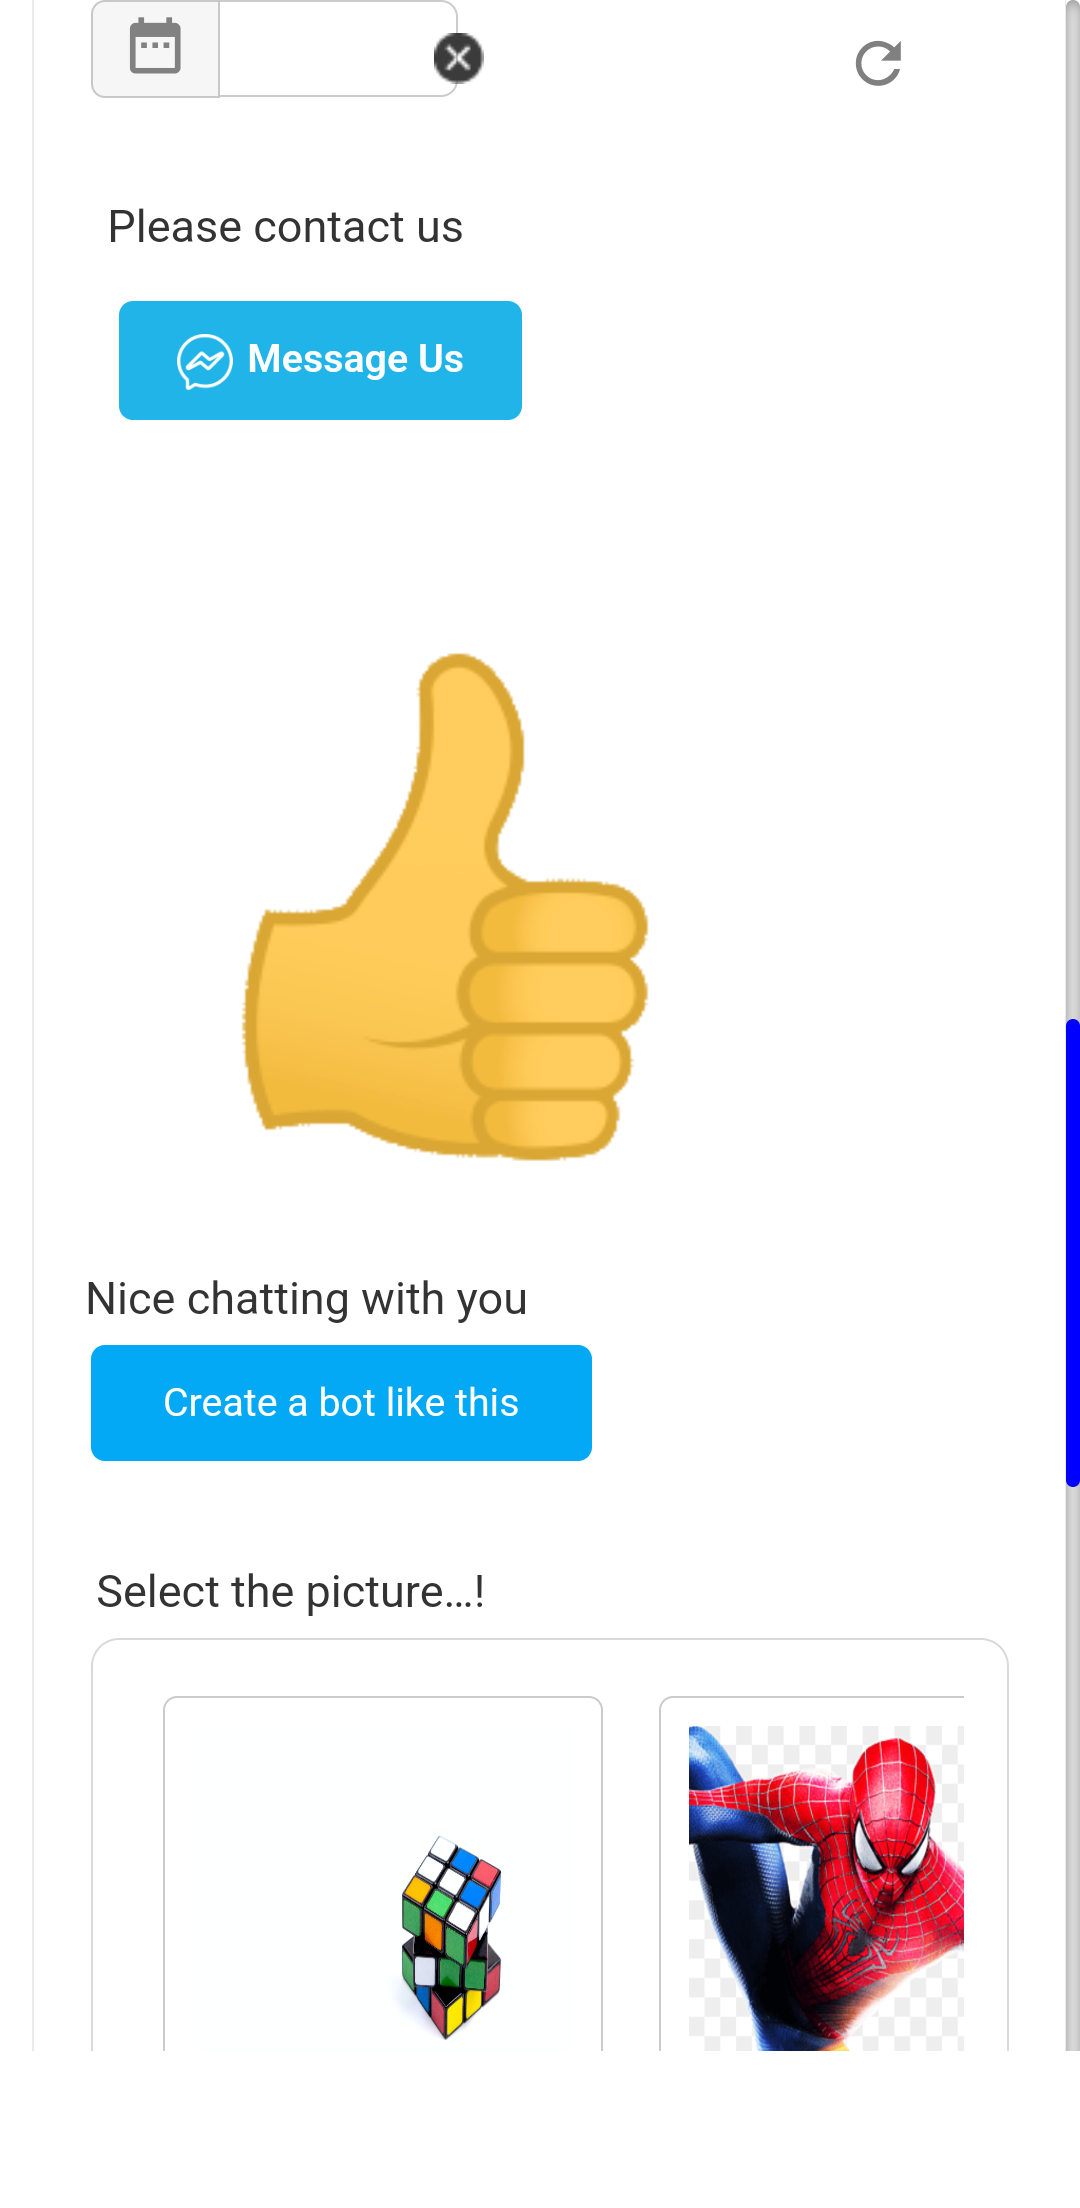 Please contact us
Message Us
Nice chatting with you
Create a bot like this
Select the picture...!